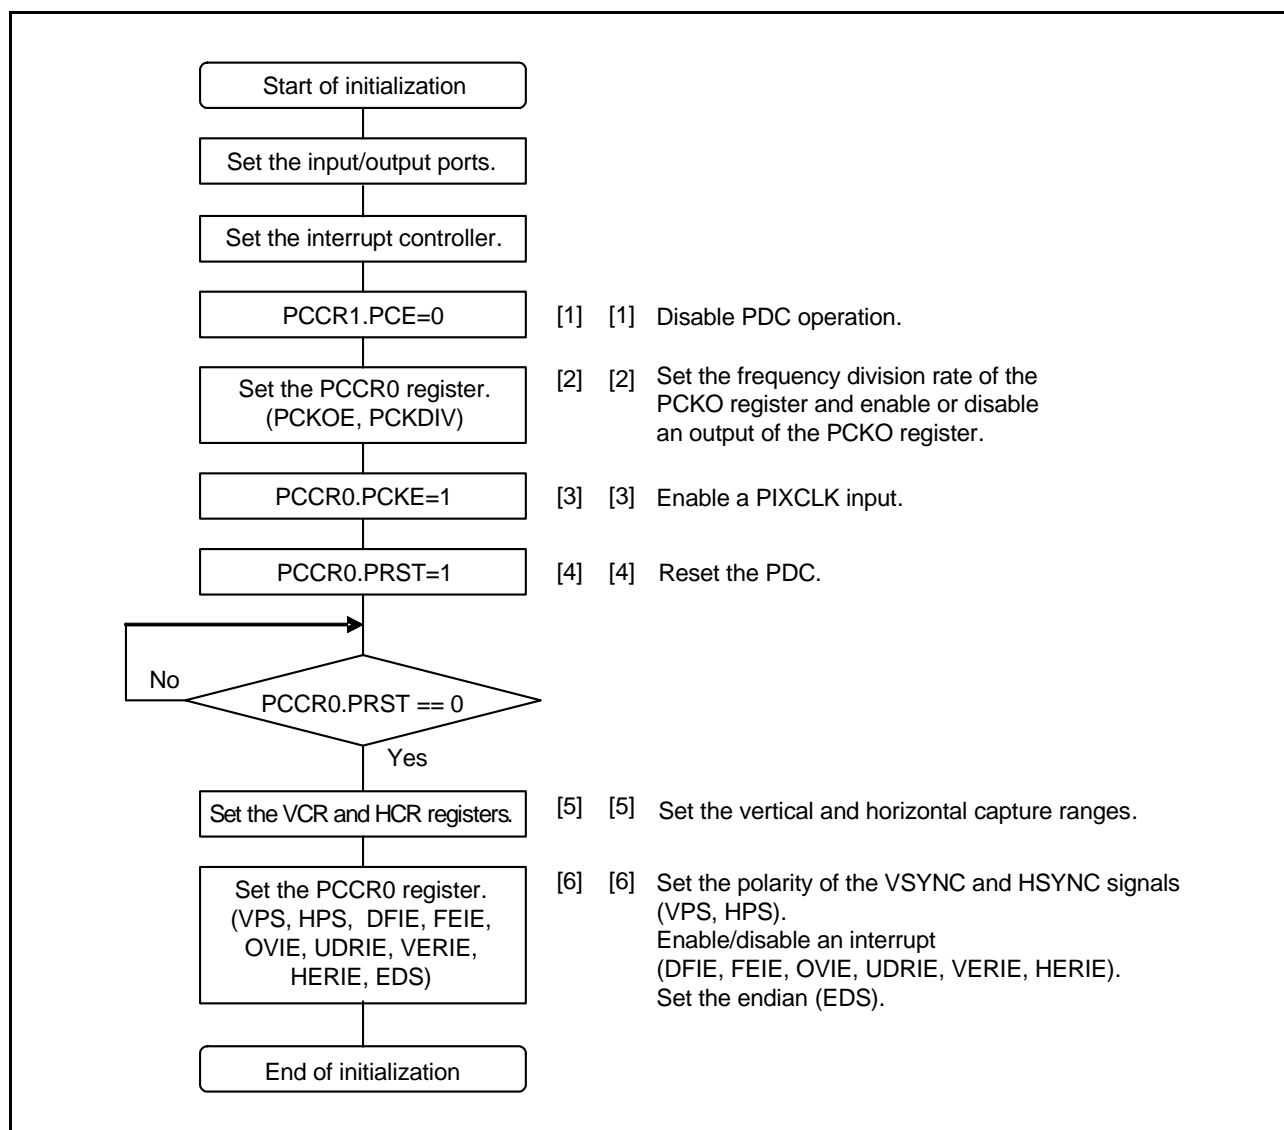 Start of initialization
Set the input/output ports.
Set the interrupt controller.
PCCR1.PCE=0 [1] [1] Disable PDC operation.
Set the PCCR0 register.
(PCKOE, PCKDIV)
[2] [2] Set the frequency division rate of the
PCKO register and enable or disable
an output of the PCKO register.
PCCR0.PCKE=1 [3] [3] Enable a PIXCLK input.
PCCR0.PRST=1 [4] [4] Reset the PDC.
No
PCCR0.PRST == 0
Yes
Set the VCR and HCR registers. [5] [5] Set the vertical and horizontal capture ranges.
Set the PCCR0 register.
(VPS, HPS, DFIE, FEIE,
OVIE, UDRIE, VERIE,
HERIE, EDS)
[6] [6] Set the polarity of the VSYNC and HSYNC signals
(VPS, HPS).
Enable/disable an interrupt
(DFIE, FEIE, OVIE, UDRIE, VERIE, HERIE).
Set the endian (EDS).
End of initialization